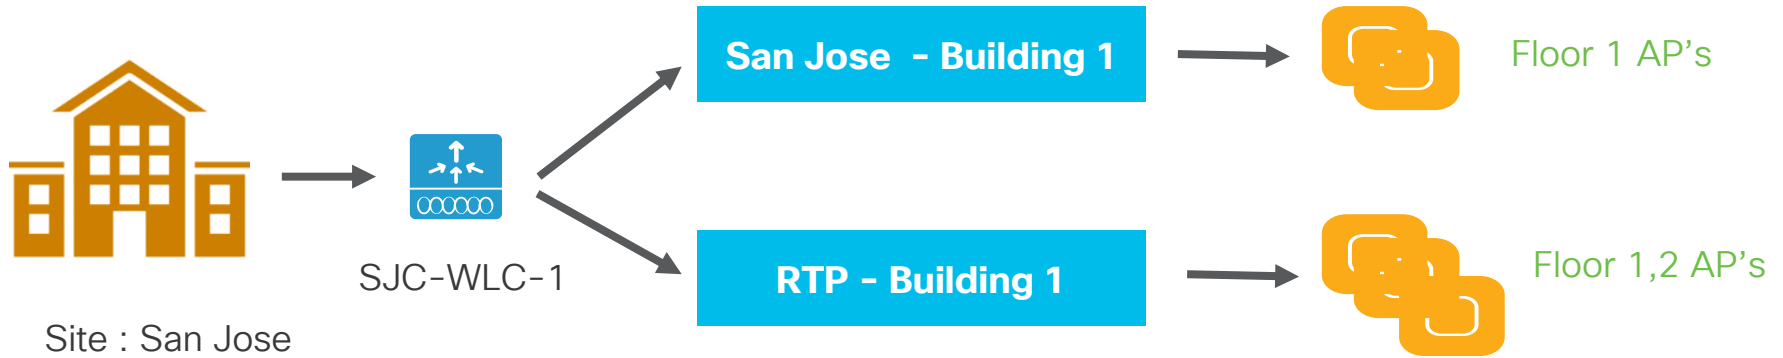 San Jose - Building 1
Floor 1 AP's
SJC-WLC-1
RTP - Building 1
Floor 1,2 AP's
Site : San Jose